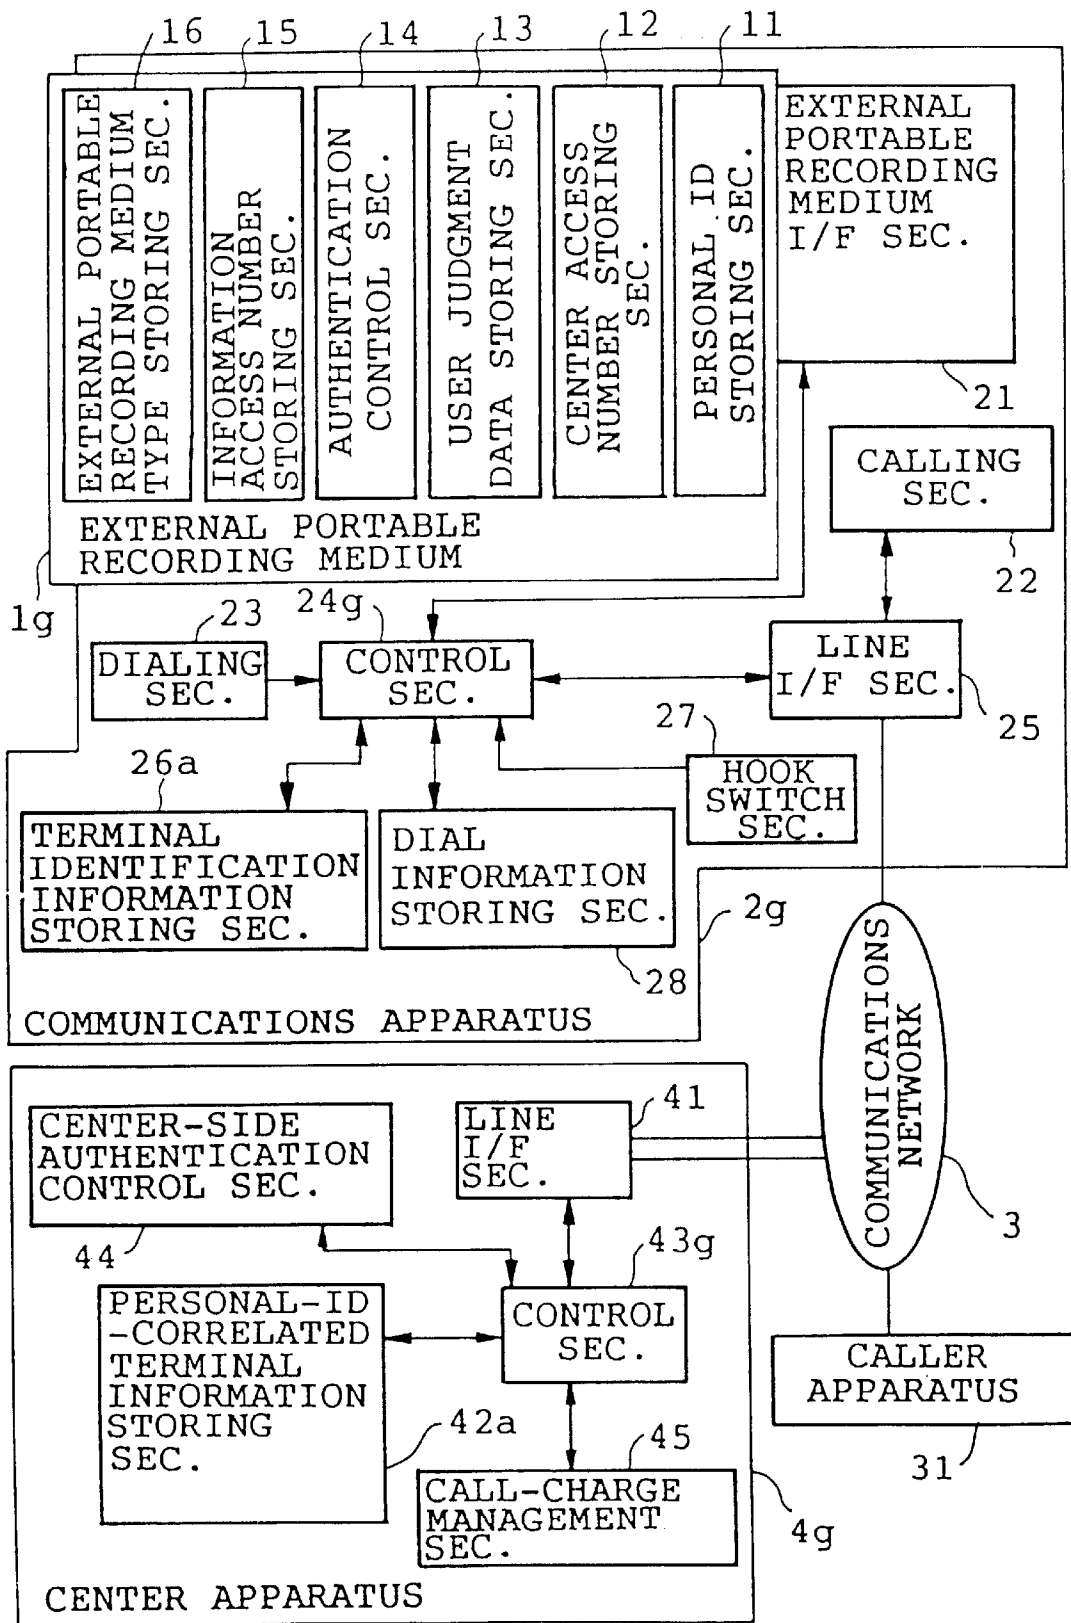 16
15
14
13
12
11
EXTERNAL PORTABLE
RECORDING MEDIUM
TYPE STORING SEC.
INFORMATION
ACCESS NUMBER
STORING SEC.
AUTHENTICATION
CONTROL SEC.
USER JUDGMENT
DATA STORING SEC.
CENTER ACCESS
NUMBER STORING
SEC.
PERSONAL ID
STORING SEC.
EXTERNAL
PORTABLE
RECORDING
MEDIUM
I/F SEC.
21
EXTERNAL PORTABLE
RECORDING MEDIUM
1g
CALLING
SEC.
22
23
DIALING
SEC.
24g
CONTROL
SEC.
LINE
I/F SEC.
25
27
HOOK
SWITCH
SEC.
26a
TERMINAL
IDENTIFICATION
INFORMATION
STORING SEC.
DIAL
INFORMATION
STORING SEC.
28
2g
COMMUNICATIONS APPARATUS
COMMUNICATIONS
NETWORK
3
CENTER-SIDE
AUTHENTICATION
CONTROL SEC.
44
LINE
I/F
SEC.
41
43g
CONTROL
SEC.
PERSONAL-ID
-CORRELATED
TERMINAL
INFORMATION
STORING
SEC.
42a
45
CALL-CHARGE
MANAGEMENT
SEC.
4g
CENTER APPARATUS
CALLER
APPARATUS
31